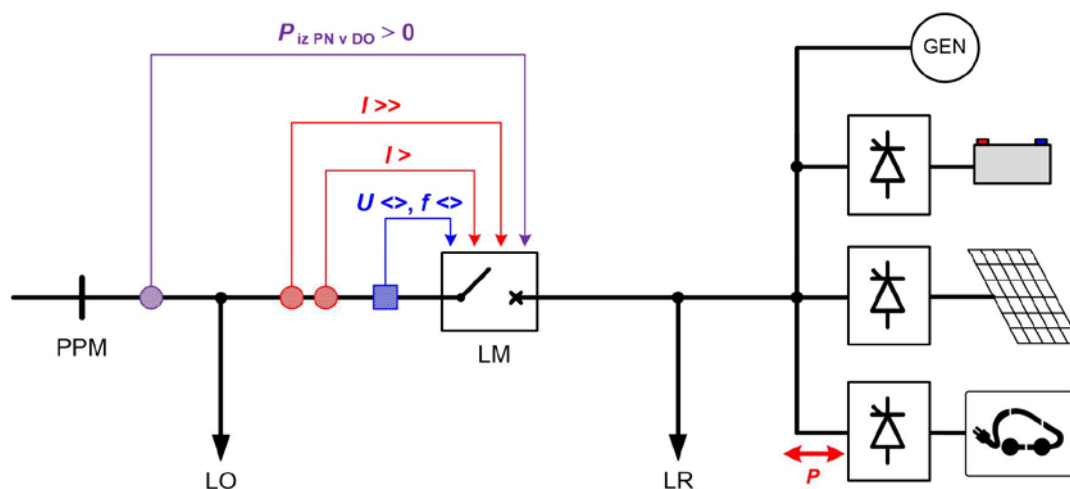 P iz PN v DO > 0
GEN
I >>
I >
U <>, f <>
PPM
LM
LO
LR
P